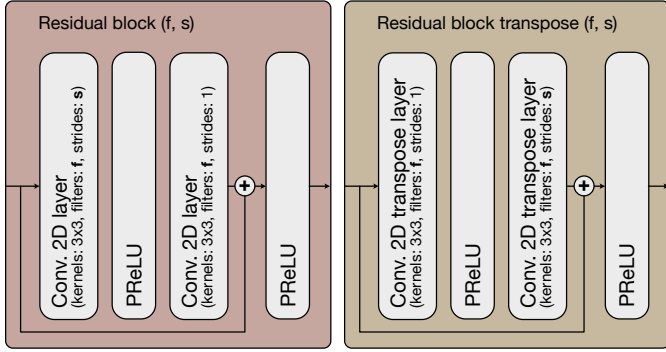 Residual block (f, s)
Conv. 2D layer
(kernels: 3x3, filters: f, strides: s)
PReLU
Conv. 2D layer
(kernels: 3x3, filters: f, strides: 1)
+
PReLU
Residual block transpose (f, s)
Conv. 2D transpose layer
(kernels: 3x3, filters: f, strides: 1)
PReLU
Conv. 2D transpose layer
(kernels: 3x3, filters: f, strides: s)
+
PReLU